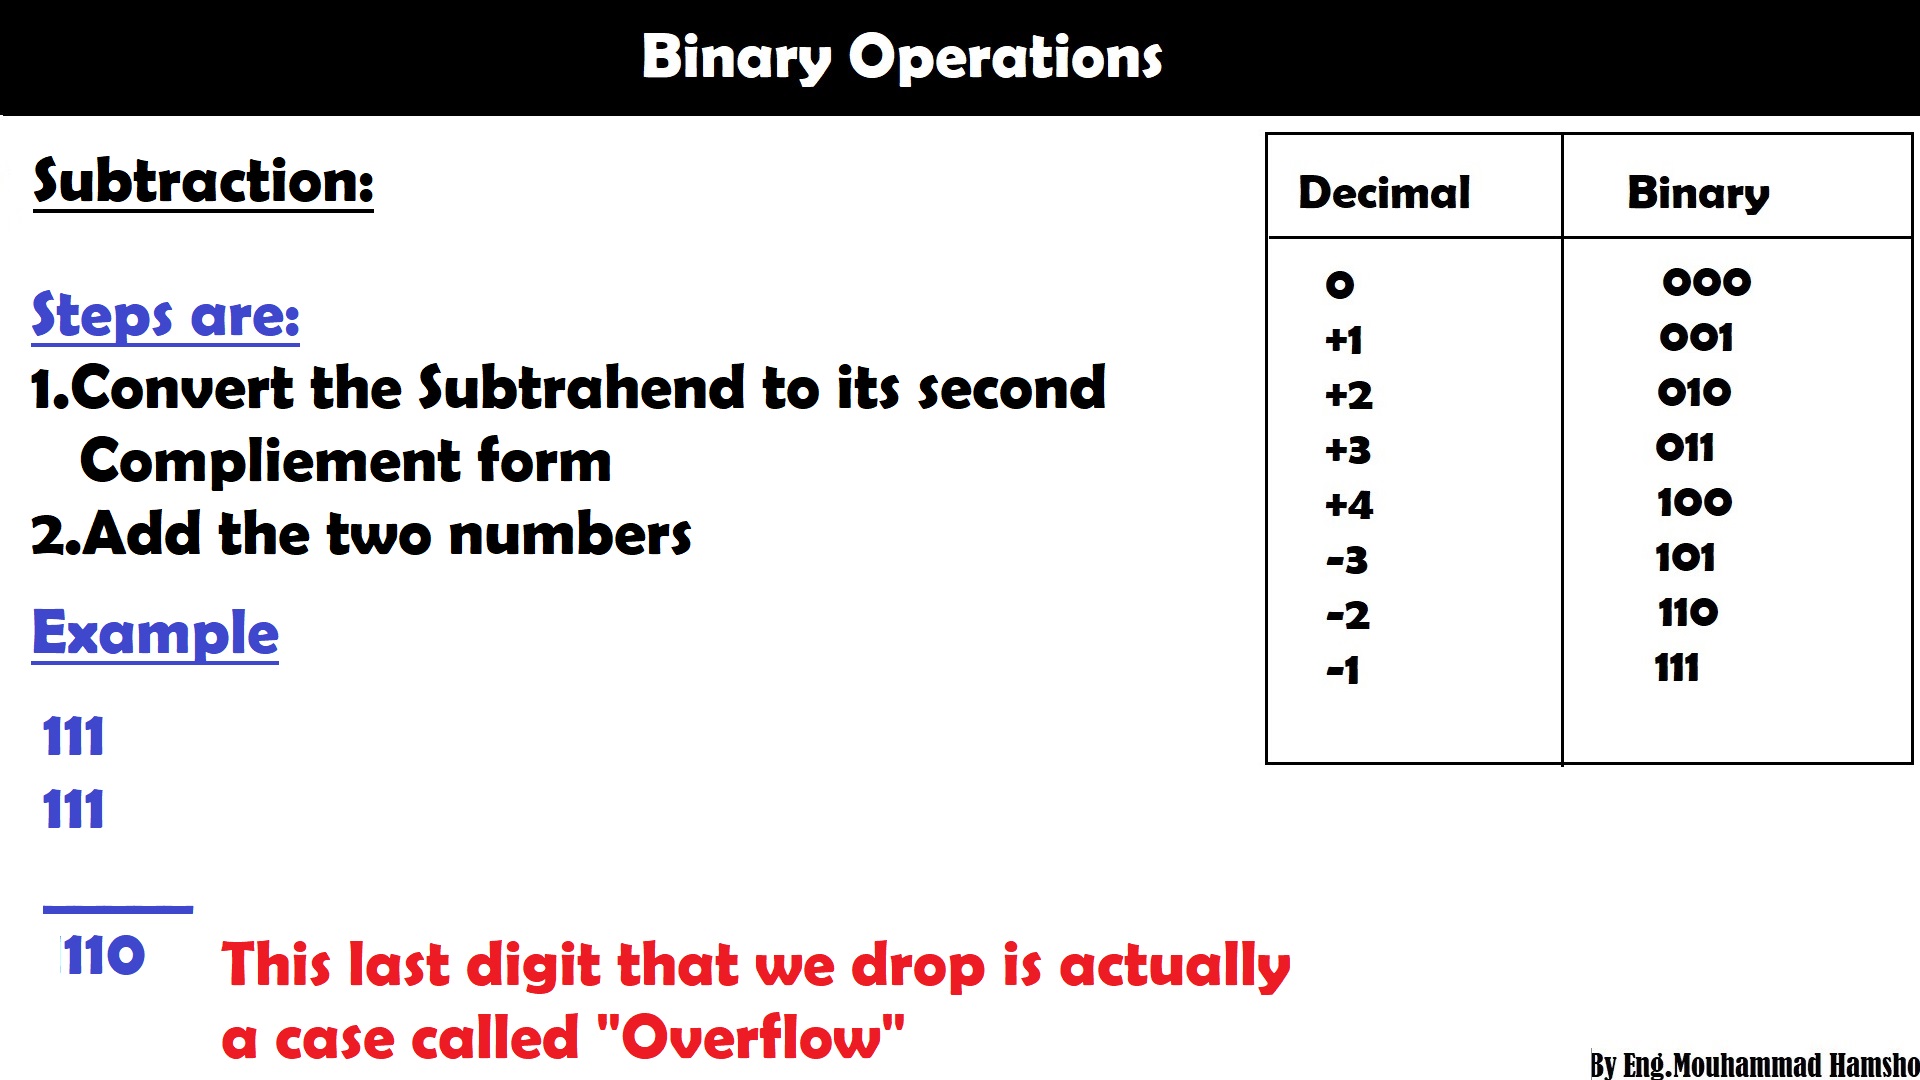 Binary Operations
Subtraction:
Steps are:
1.Convert the Subtrahend to its second
Compliement form
2.Add the two numbers
Example
111
111
110
This last digit that we drop is actually
a case called "Overflow"
Decimal Binary
0 000
+1 001
+2 010
+3 011
+4 100
-3 101
-2 110
-1 111
By Eng.Mouhammad Hamsho